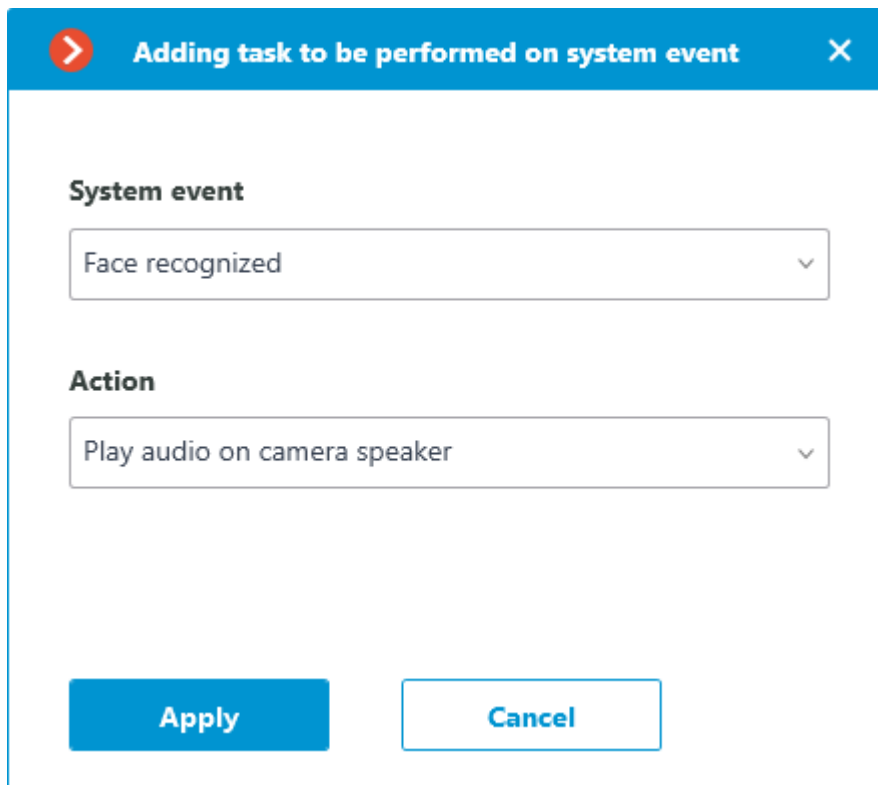 Adding task to be performed on system event
System event
Face recognized
Action
Play audio on camera speaker
Apply
Cancel